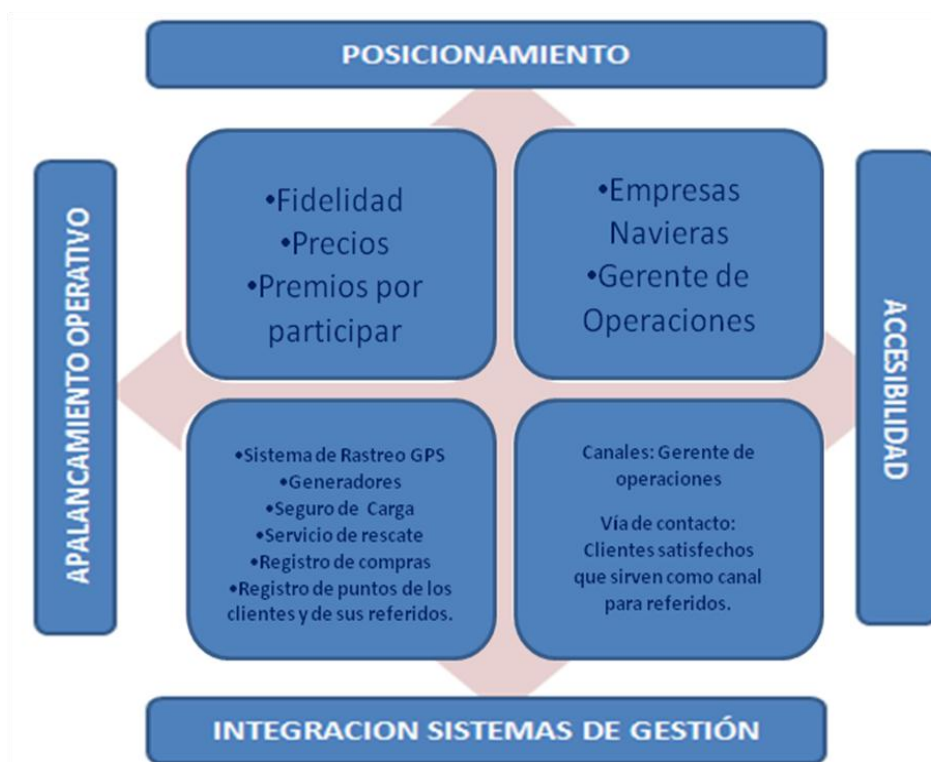 POSICIONAMIENTO
APALANCAMIENTO OPERATIVO
•Fidelidad
•Precios
•Premios por
participar
•Empresas
Navieras
•Gerente de
Operaciones
ACCESIBILIDAD
•Sistema de Rastreo GPS
•Generadores
•Seguro de Carga
•Servicio de rescate
•Registro de compras
•Registro de puntos de los
clientes y de sus referidos.
Canales: Gerente de
operaciones
Vía de contacto:
Clientes satisfechos
que sirven como canal
para referidos.
INTEGRACION SISTEMAS DE GESTIÓN